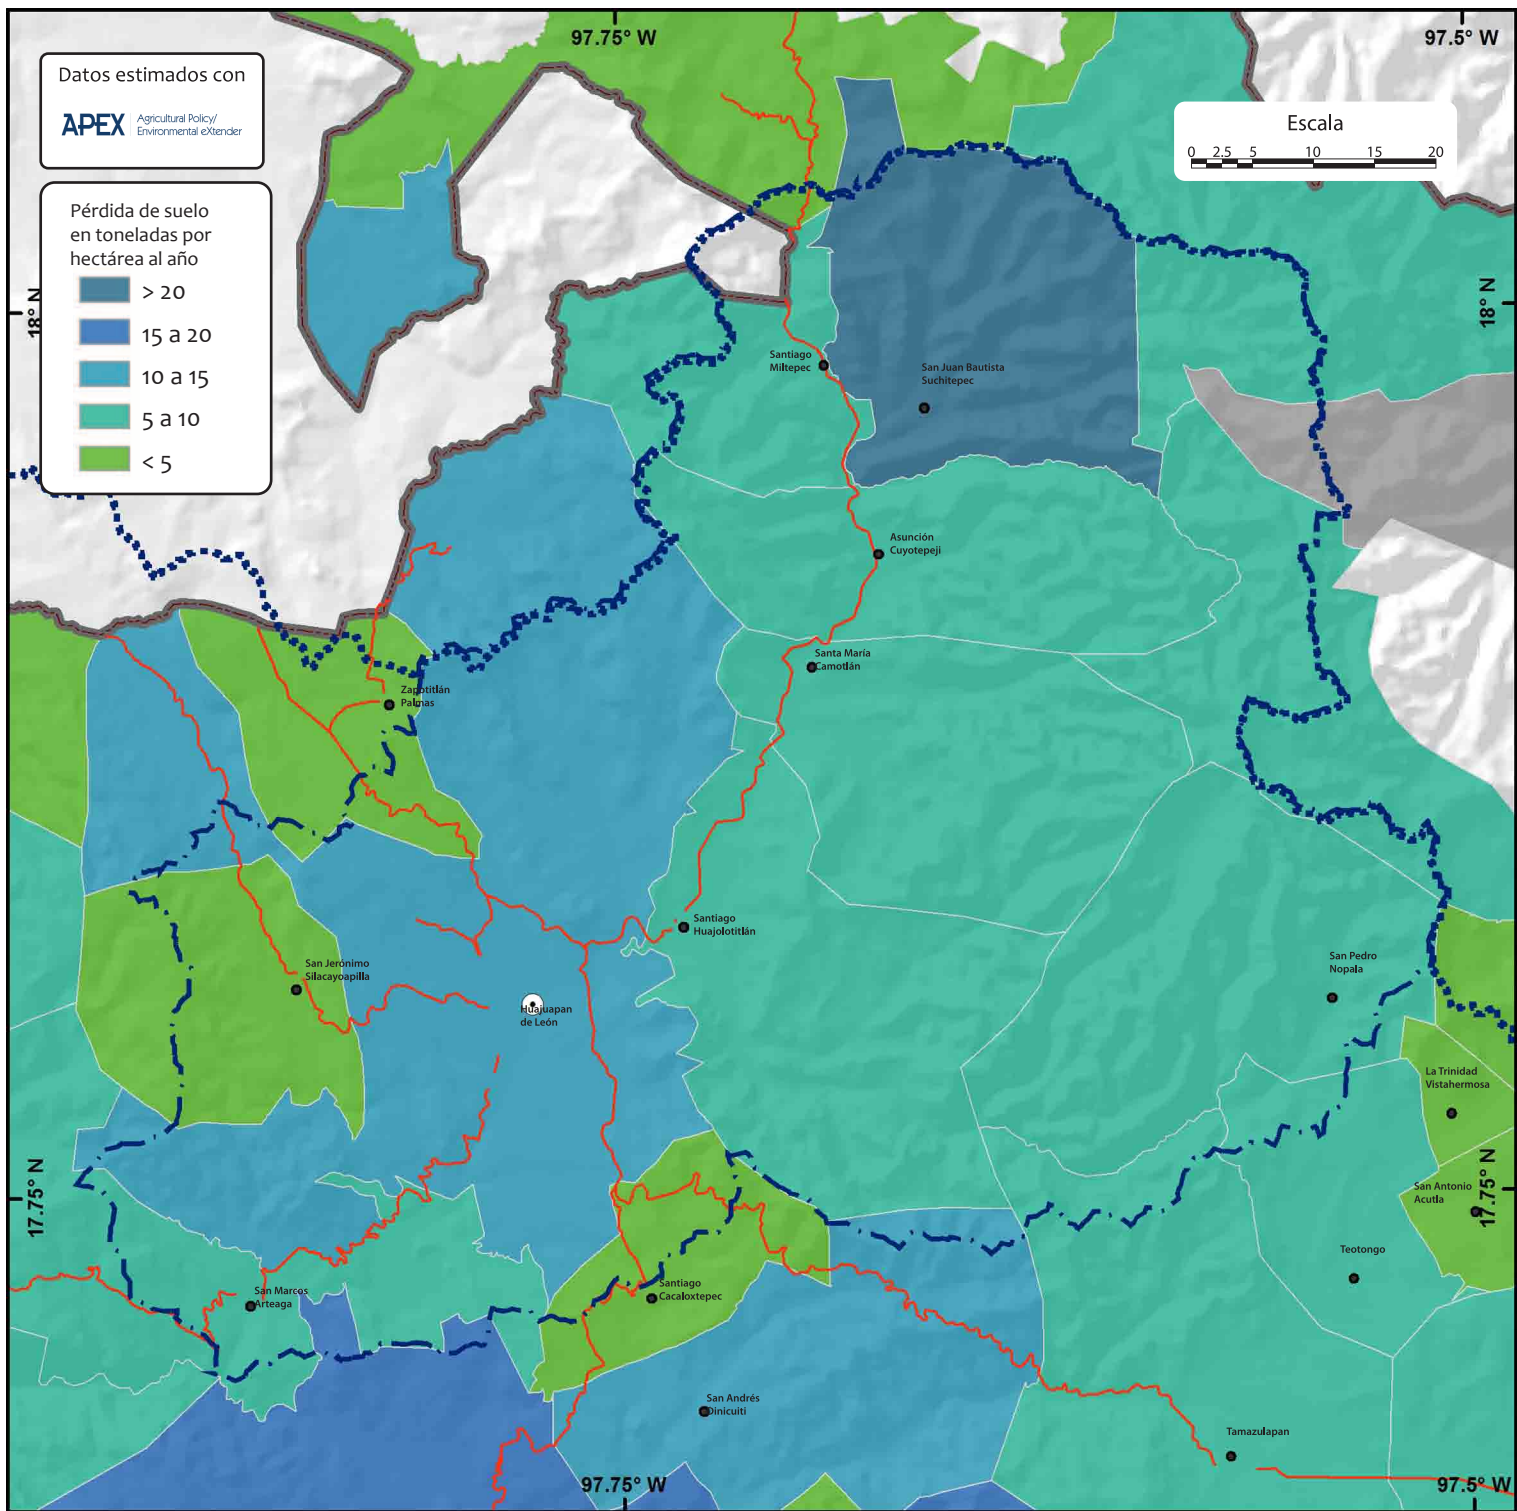 97.75° W
97.5° W
Datos estimados con
APEX
Agricultural Policy/
Environmental eXtender
Escala
0 2.5 5 10 15 20
Pérdida de suelo
en toneladas por
hectárea al año
> 20
15 a 20
10 a 15
5 a 10
< 5
18° N
18° N
Santiago
Miltepec
San Juan Bautista
Suchitepec
Asunción
Cuyotepeji
Santa María
Camotlán
Zapotitlán
Palmas
Santiago
Huajolotitlán
San Jerónimo
Silacayoapilla
San Pedro
Nopala
Huajuapan
de León
La Trinidad
Vistahermosa
17.75° N
17.75° N
San Antonio
Acutla
Teotongo
San Marcos
Arteaga
Santiago
Cacaloxtepec
San Andrés
Dinicuiti
Tamazulapan
97.75° W
97.5° W